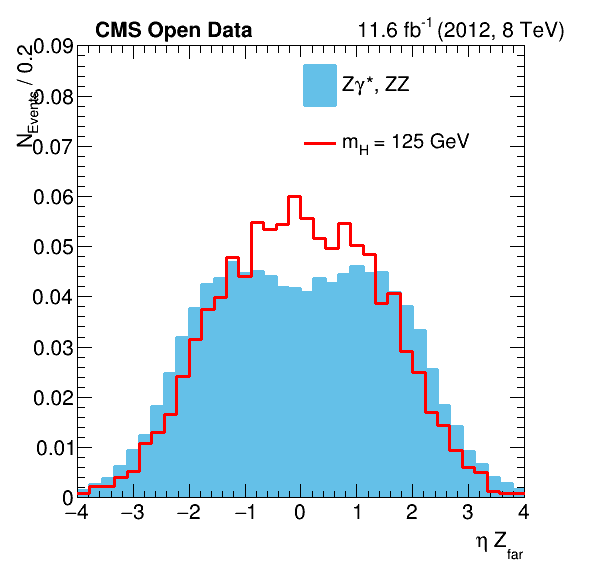 CMS Open Data 11.6 fb-1 (2012, 8 TeV)
NEvents / 0.2
0.09
0.08
0.07
0.06
0.05
0.04
0.03
0.02
0.01
0
Zγ*, ZZ
mH = 125 GeV
−4 −3 −2 −1 0 1 2 3 4
η Zfar